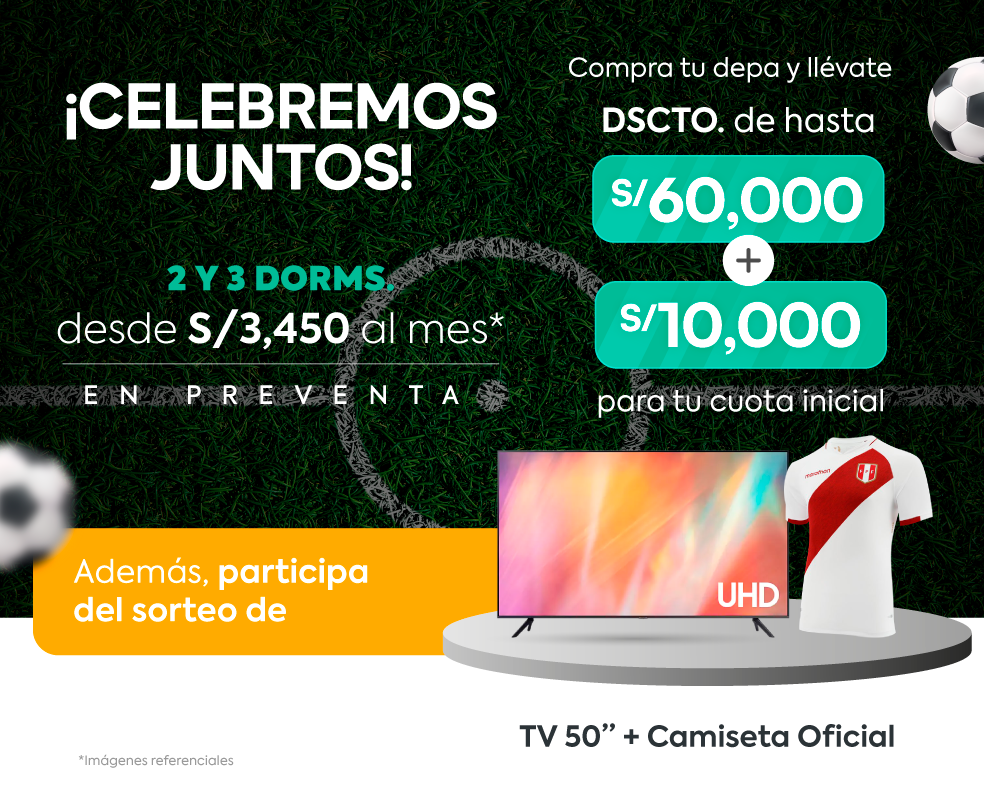 ¡CELEBREMOS
JUNTOS!
2 Y 3 DORMS.
desde S/3,450 al mes*
EN PREVENTA
Compra tu depa y llévate
DSCTO. de hasta
S/60,000
+
S/10,000
para tu cuota inicial
Además, participa
del sorteo de
UHD
marathon
TV 50” + Camiseta Oficial
*Imágenes referenciales